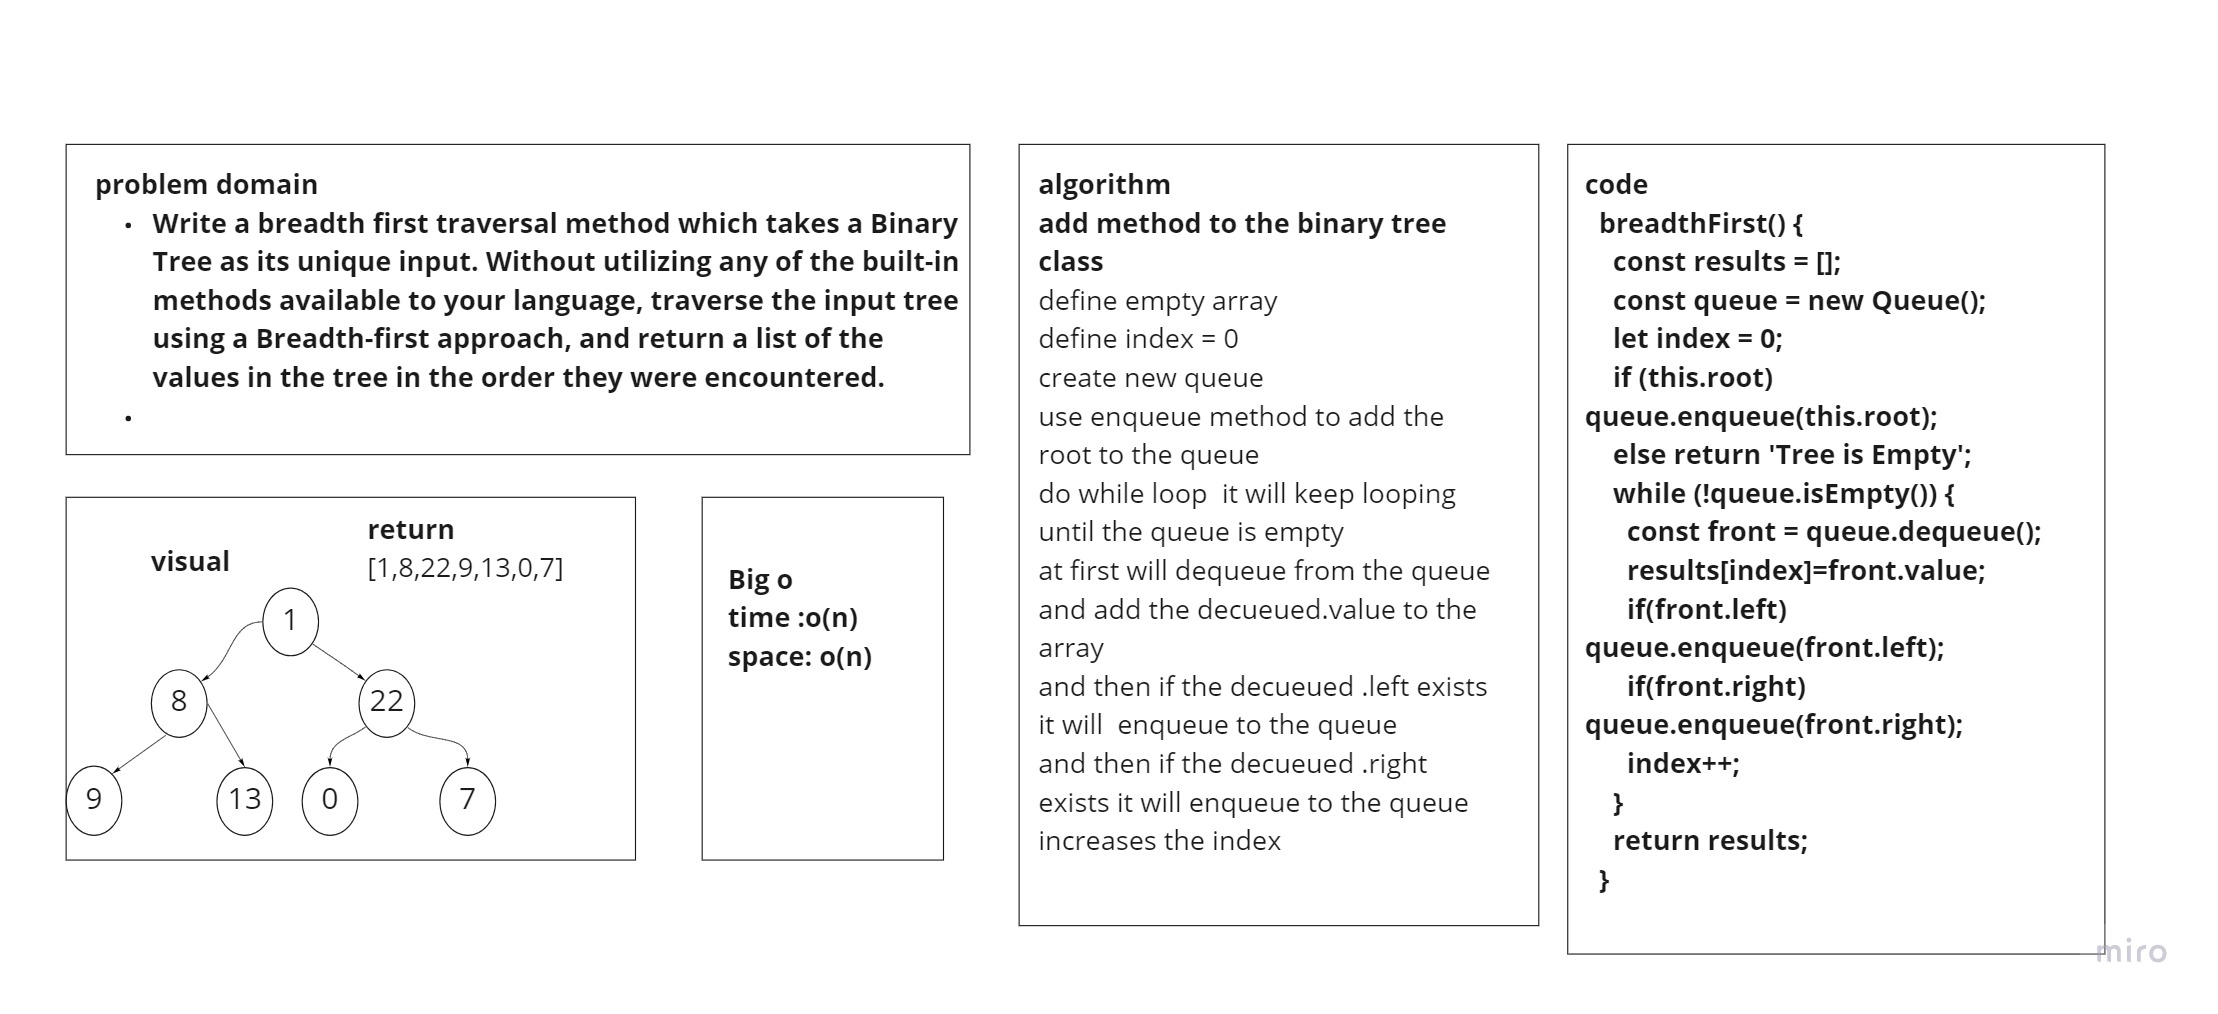 problem domain
• Write a breadth first traversal method which takes a Binary
Tree as its unique input. Without utilizing any of the built-in
methods available to your language, traverse the input tree
using a Breadth-first approach, and return a list of the
values in the tree in the order they were encountered.
•
visual
return
[1,8,22,9,13,0,7]
1
8
22
9
13
0
7
Big o
time :o(n)
space: o(n)
algorithm
add method to the binary tree
class
define empty array
define index = 0
create new queue
use enqueue method to add the
root to the queue
do while loop  it will keep looping
until the queue is empty
at first will dequeue from the queue
and add the decueued.value to the
array
and then if the decueued .left exists
it will  enqueue to the queue
and then if the decueued .right
exists it will enqueue to the queue
increases the index
code
  breadthFirst() {
    const results = [];
    const queue = new Queue();
    let index = 0;
    if (this.root)
queue.enqueue(this.root);
    else return 'Tree is Empty';
    while (!queue.isEmpty()) {
      const front = queue.dequeue();
      results[index]=front.value;
      if(front.left)
queue.enqueue(front.left);
      if(front.right)
queue.enqueue(front.right);
      index++;
    }
    return results;
  }
miro